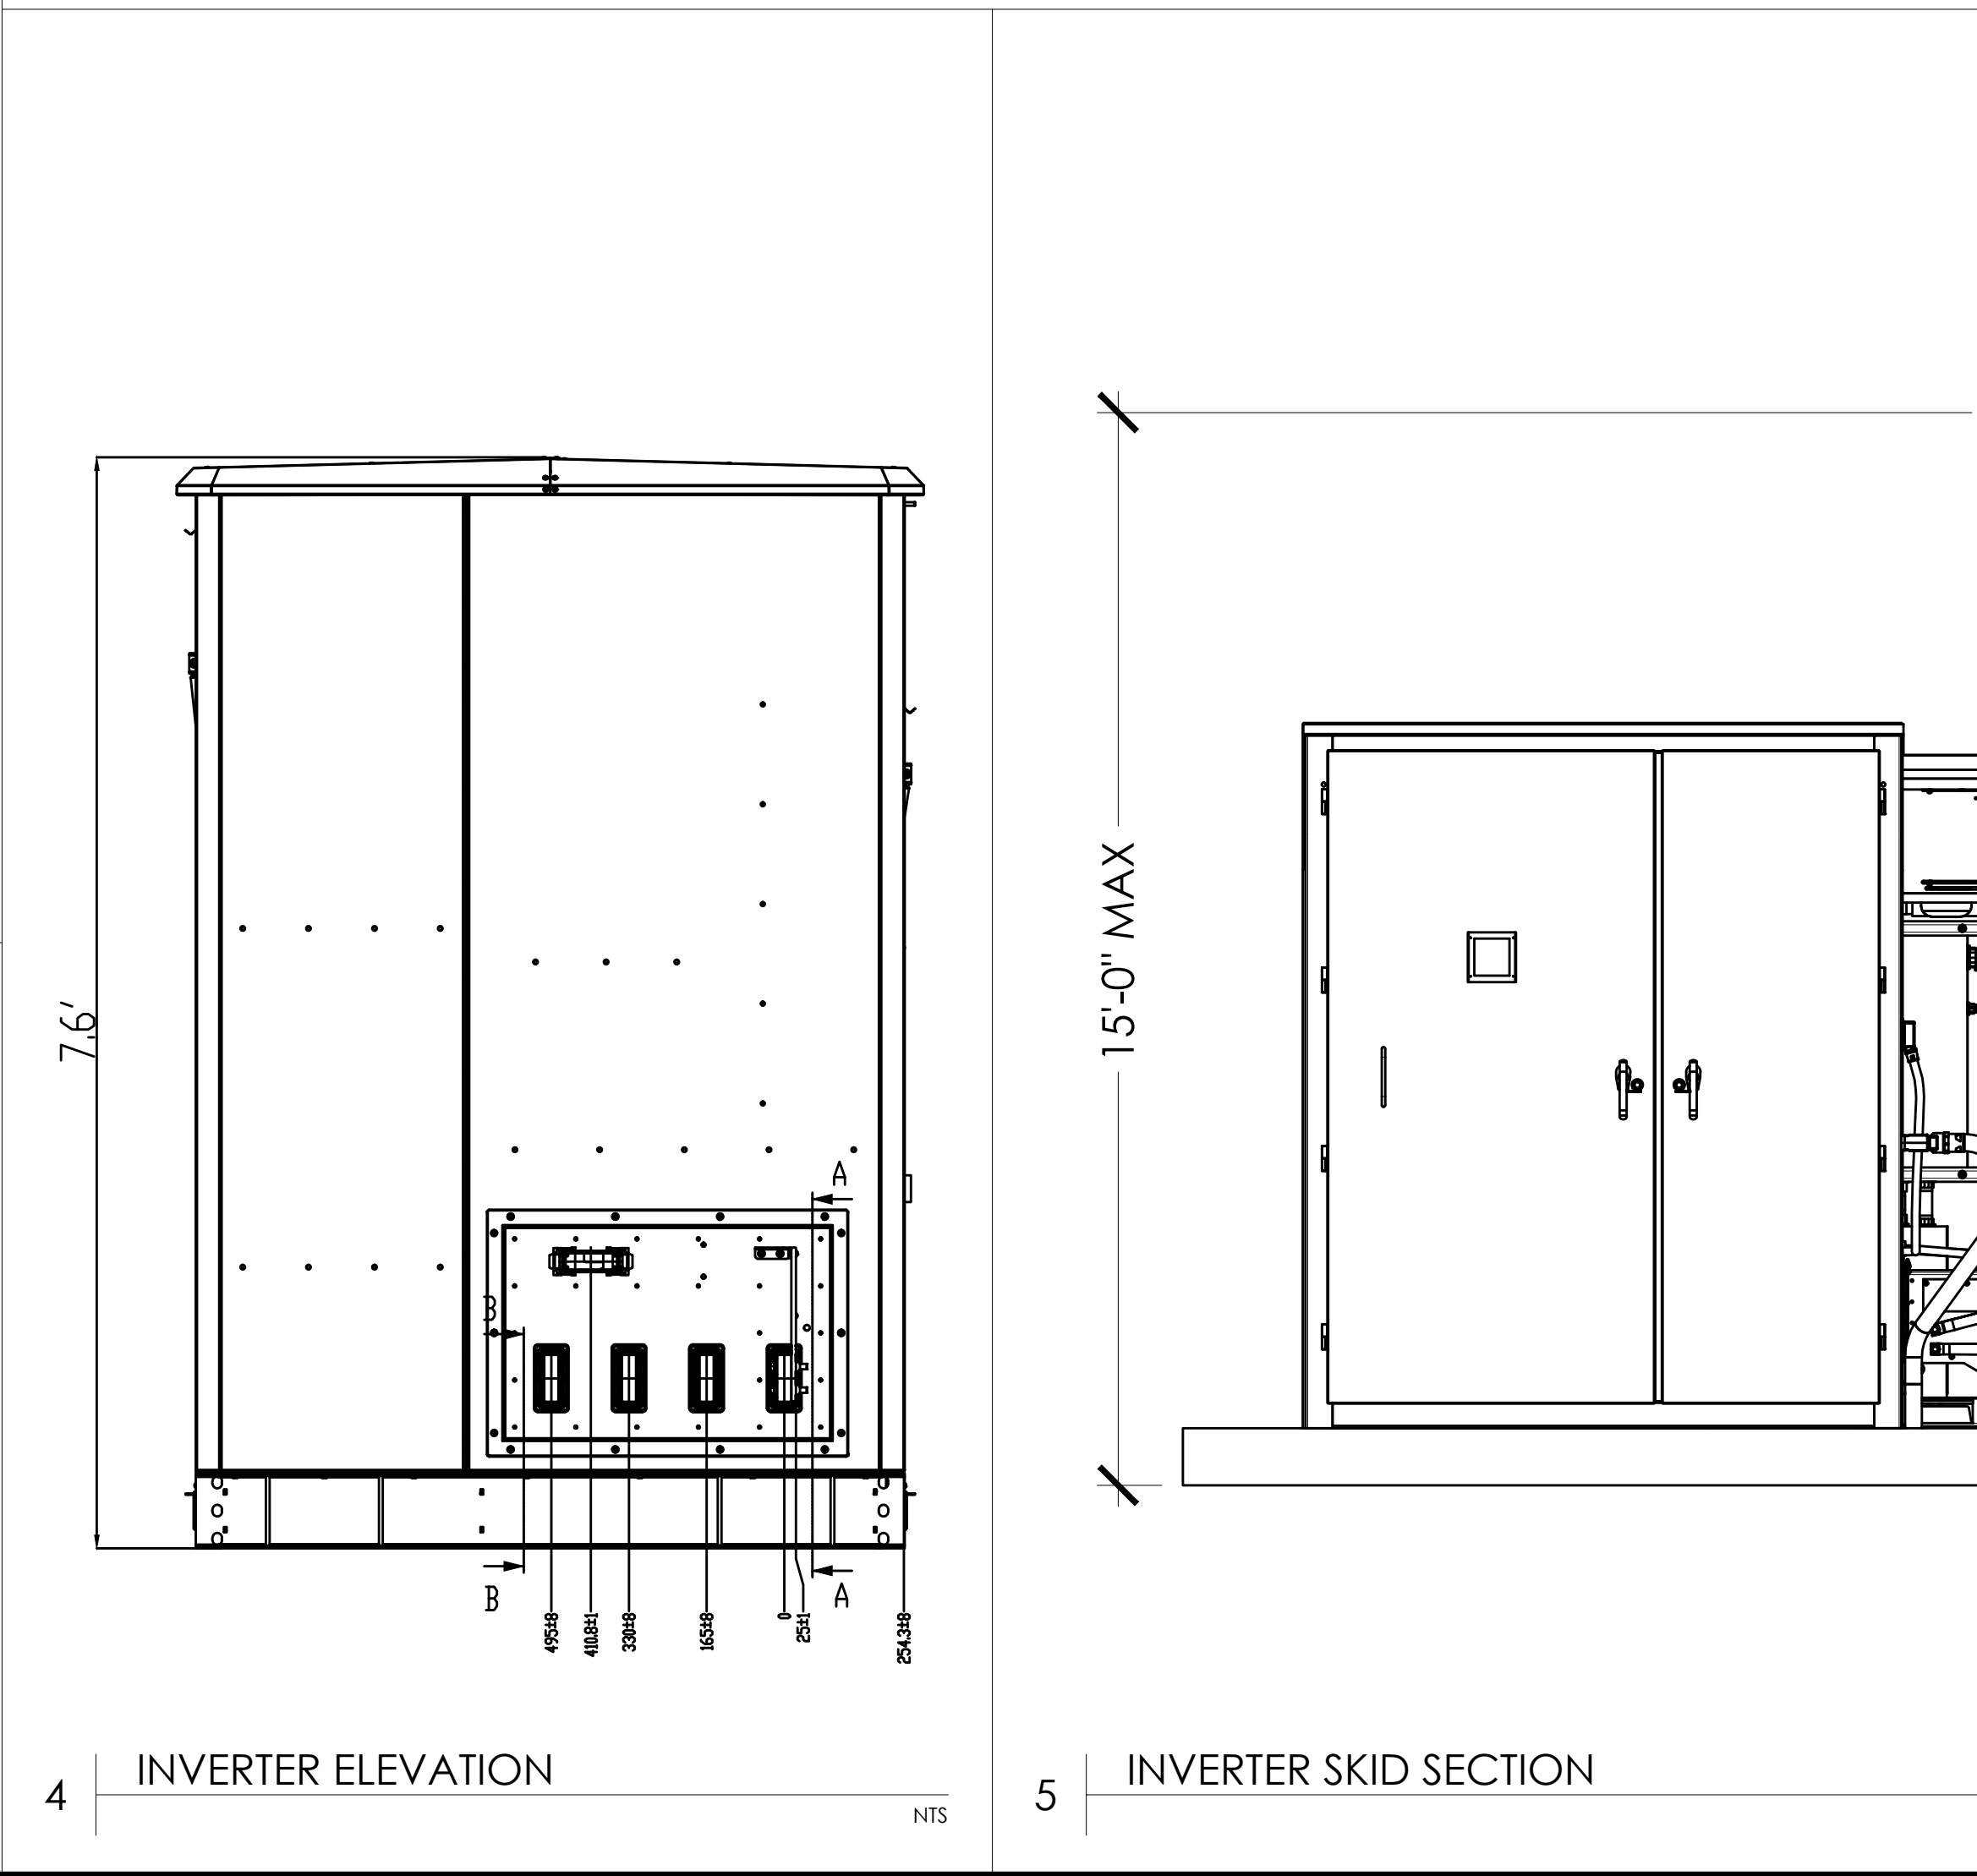 7.6'
A
B
B
A
495±8
410.8±1
330±8
165±8
0
25±1
254.3±8
4
INVERTER ELEVATION
NTS
15'-0" MAX
5
INVERTER SKID SECTION